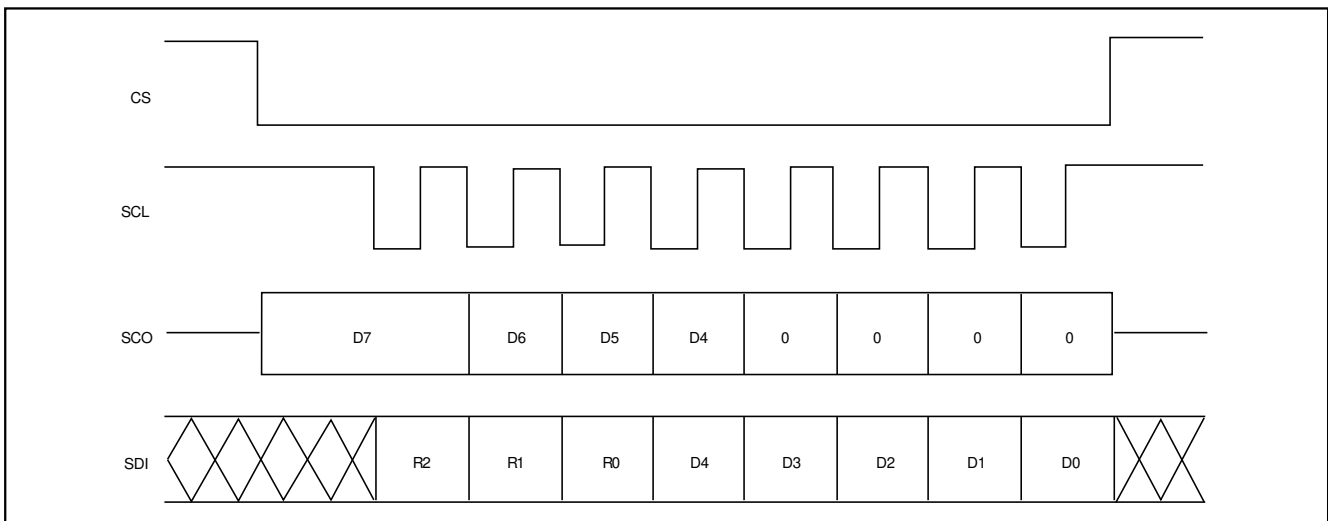 CS
SCL
SCO D7 D6 D5 D4 0 0 0 0
SDI R2 R1 R0 D4 D3 D2 D1 D0